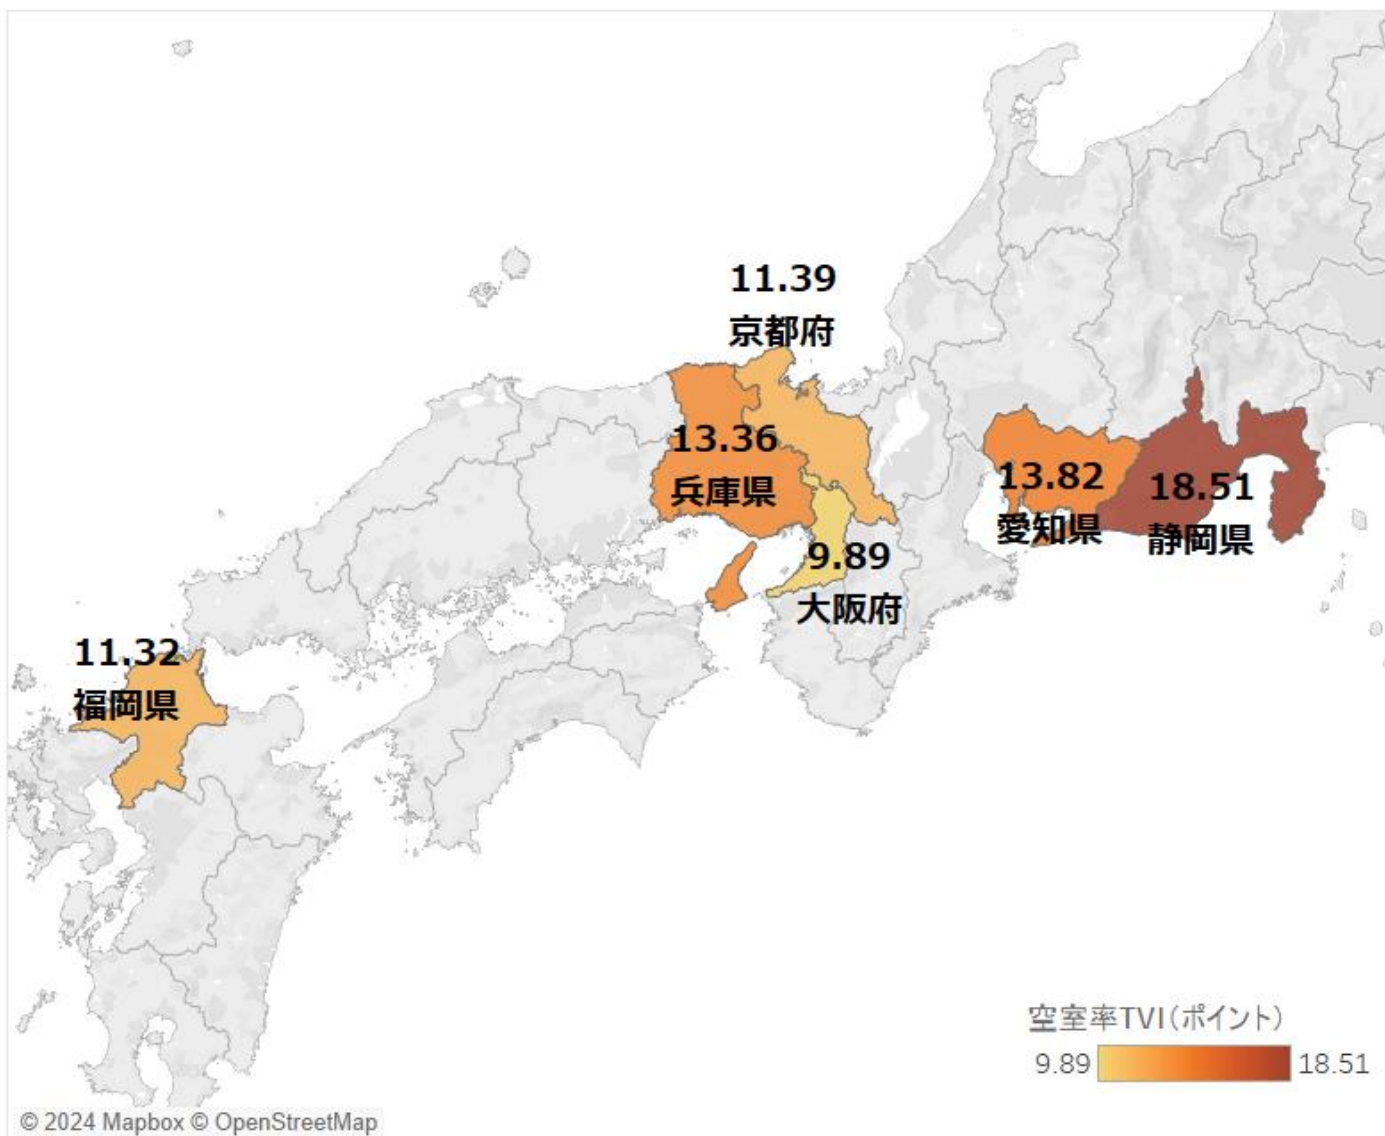 11.39
京都府
13.36
兵庫県
13.82
愛知県
18.51
静岡県
9.89
大阪府
11.32
福岡県
空室率TVI(ポイント)
9.89 18.51
© 2024 Mapbox © OpenStreetMap